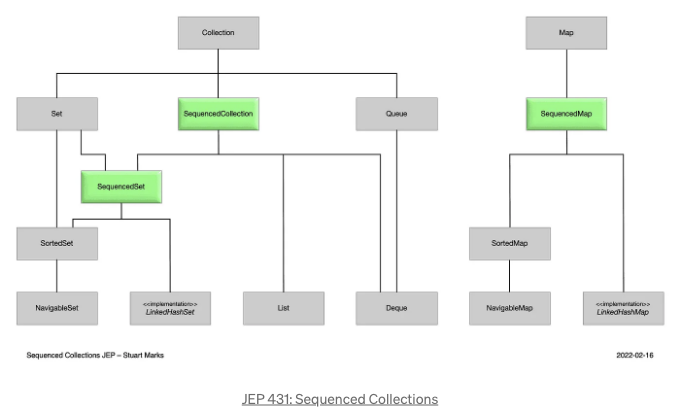 Collection
Map
Set
SequencedCollection
Queue
SequencedMap
SequencedSet
SortedSet
SortedMap
NavigableSet
<<implementation>>
LinkedHashSet
List
Deque
NavigableMap
<<implementation>>
LinkedHashMap
Sequenced Collections JEP – Stuart Marks
2022-02-16
JEP 431: Sequenced Collections